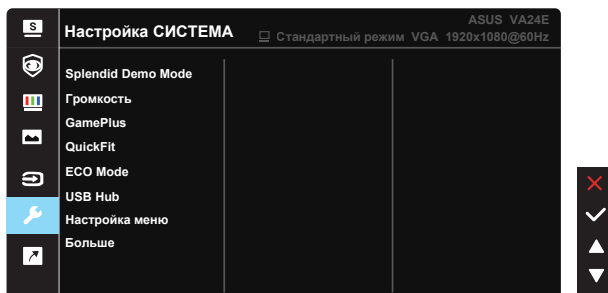 S
Настройка СИСТЕМА
ASUS VA24E
Стандартный режим VGA 1920x1080@60Hz
Splendid Demo Mode
Громкость
GamePlus
QuickFit
ECO Mode
USB Hub
Настройка меню
Больше